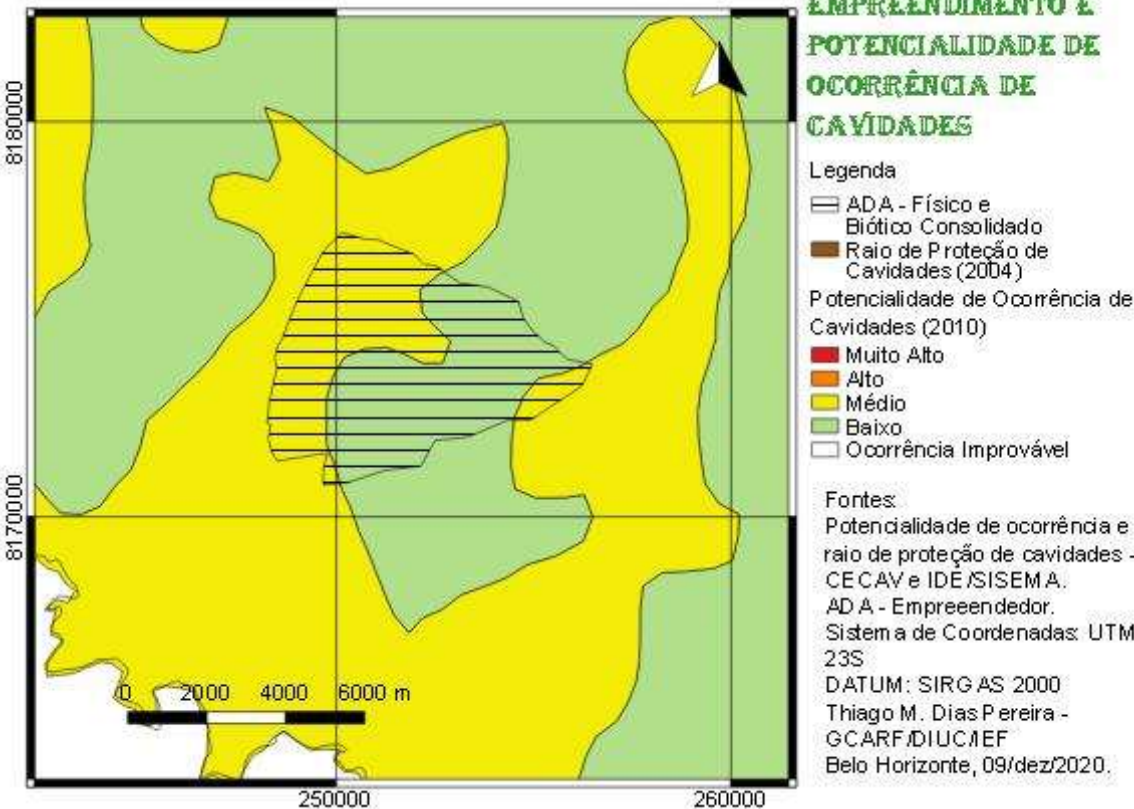 EMPREENDIMENTO E
POTENCIALIDADE DE
OCORRÊNCIA DE
CAVIDADES
Legenda
ADA - Físico e
Biótico Consolidado
Raio de Proteção de
Cavidades (2004)
Potencialidade de Ocorrência de
Cavidades (2010)
Muito Alto
Alto
Médio
Baixo
Ocorrência Improvável
Fontes:
Potencialidade de ocorrência e
raio de proteção de cavidades -
CECAV e IDE/SISEMA.
ADA - Empreeendedor.
Sistema de Coordenadas: UTM
23S
DATUM: SIRGAS 2000
Thiago M. Dias Pereira -
GCARF/DIUC/IEF
Belo Horizonte, 09/dez/2020.
8180000
8170000
0 2000 4000 6000 m
250000 260000